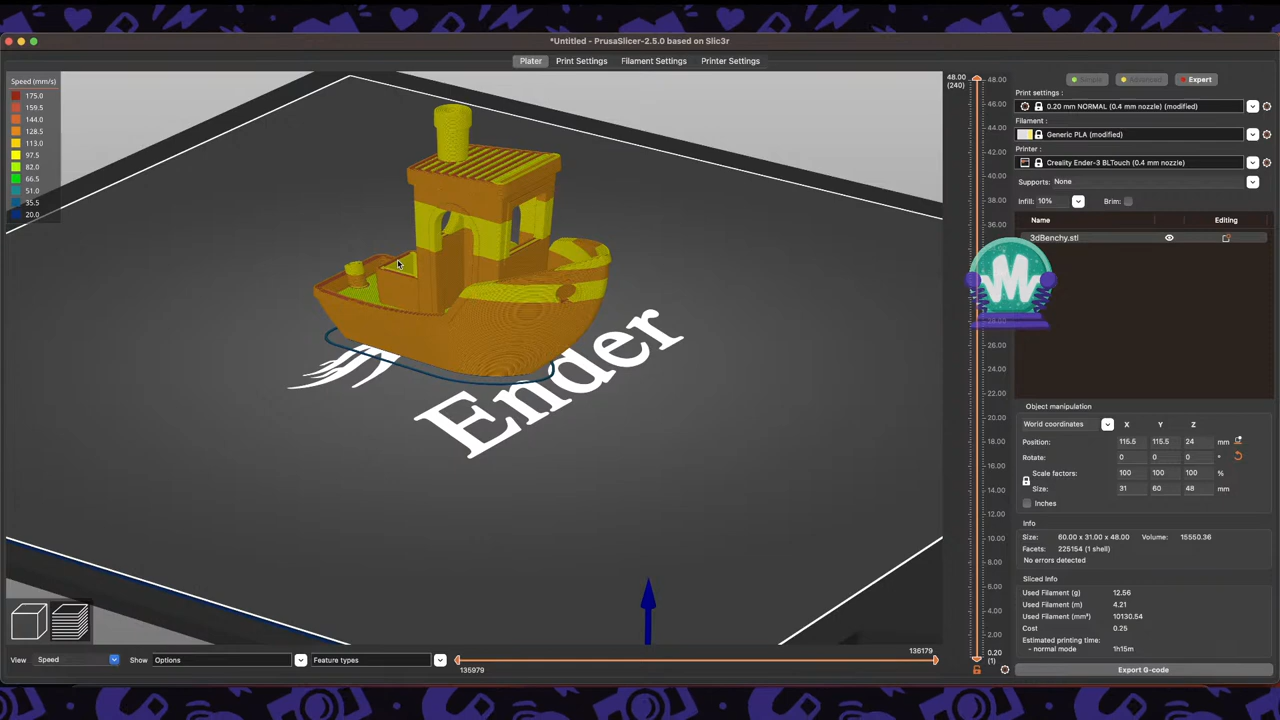 *Untitled - PrusaSlicer-2.5.0 based on Slic3r
Plater
Print Settings
Filament Settings
Printer Settings
Speed (mm/s)
175.0
159.5
144.0
128.5
113.0
97.5
82.0
66.5
51.0
35.5
20.0
Ender
48.00
(240)
48.00
46.00
44.00
42.00
40.00
38.00
36.00
34.00
26.00
24.00
22.00
20.00
18.00
16.00
14.00
12.00
10.00
8.00
6.00
4.00
2.00
0.20
(1)
Simple
Advanced
Expert
Print settings :
0.20 mm NORMAL (0.4 mm nozzle) (modified)
Filament :
Generic PLA (modified)
Printer :
Creality Ender-3 BLTouch (0.4 mm nozzle)
Supports: None
Infill: 10% Brim:
Name Editing
3dBenchy.stl
W
Object manipulation
World coordinates X Y Z
Position: 115.5 115.5 24 mm
Rotate: 0 0 0 °
Scale factors: 100 100 100 %
Size: 31 60 48 mm
Inches
Info
Size: 60.00 x 31.00 x 48.00 Volume: 15550.36
Facets: 225154 (1 shell)
No errors detected
Sliced Info
Used Filament (g) 12.56
Used Filament (m) 4.21
Used Filament (mm³) 10130.54
Cost 0.25
Estimated printing time:
- normal mode 1h15m
Export G-code
View Speed Show Options Feature types
136179
135979